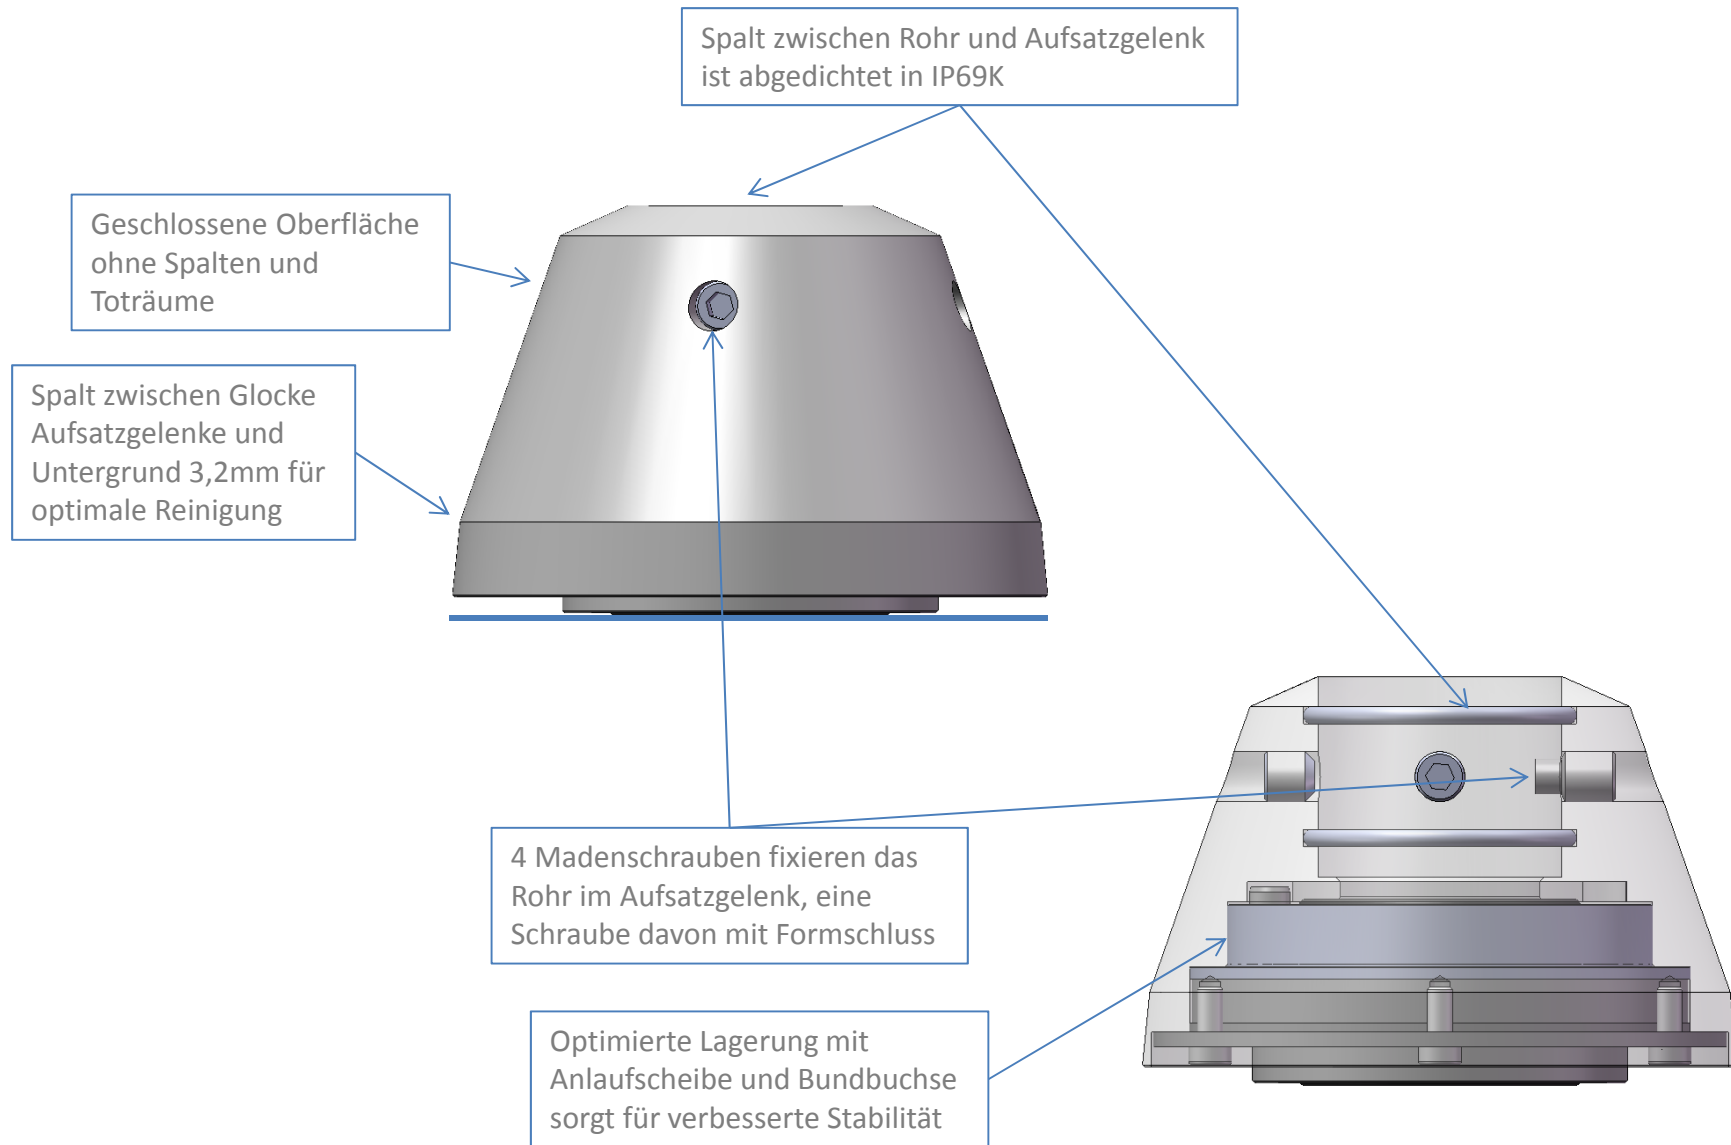 Spalt zwischen Rohr und Aufsatzgelenk
ist abgedichtet in IP69K
Geschlossene Oberfläche
ohne Spalten und
Toträume
Spalt zwischen Glocke
Aufsatzgelenke und
Untergrund 3,2mm für
optimale Reinigung
4 Madenschrauben fixieren das
Rohr im Aufsatzgelenk, eine
Schraube davon mit Formschluss
Optimierte Lagerung mit
Anlaufscheibe und Bundbuchse
sorgt für verbesserte Stabilität